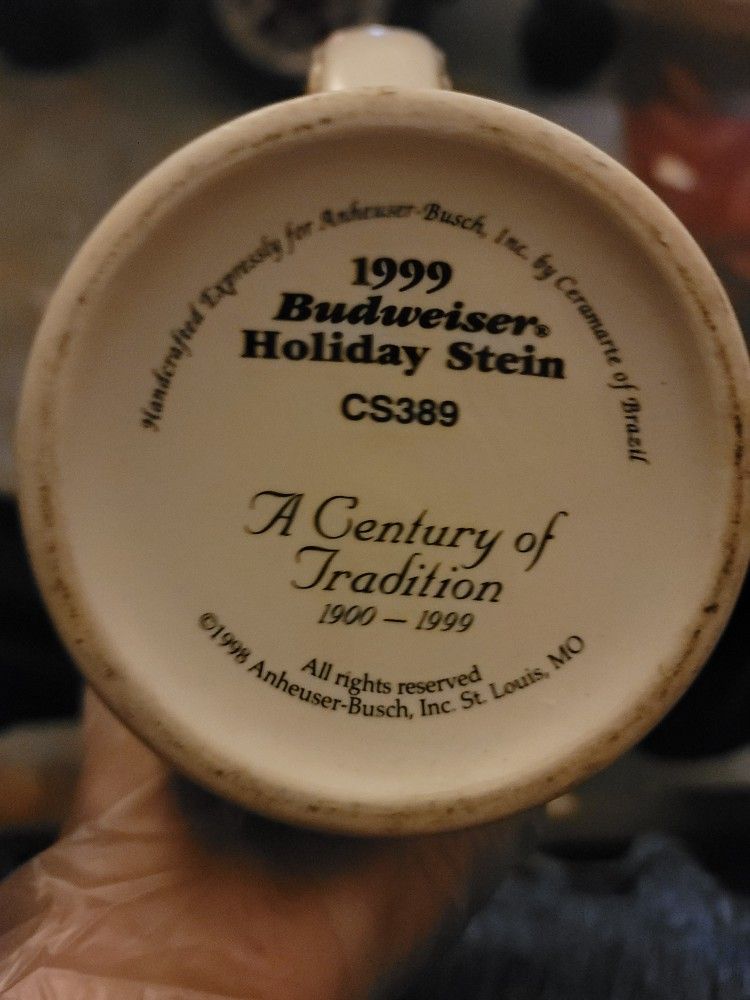 Handcrafted Expressly for Anheuser-Busch, Inc. by Ceramarte of Brazil
1999
Budweiser®
Holiday Stein
CS389
A Century of
Tradition
1900 — 1999
All rights reserved
©1998 Anheuser-Busch, Inc. St. Louis, MO